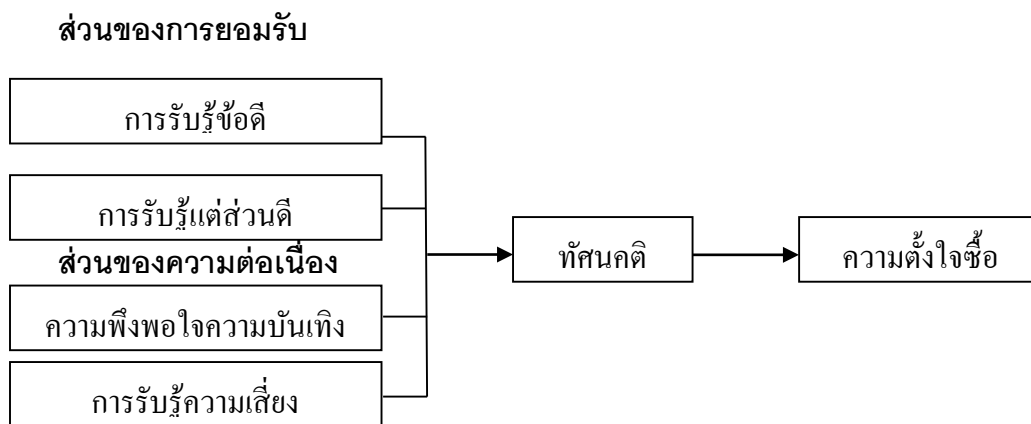 ส่วนของการยอมรับ
การรับรู้ข้อดี
การรับรู้แต่ส่วนดี
ส่วนของความต่อเนื่อง
ความพึงพอใจความบันเทิง
การรับรู้ความเสี่ยง
ทัศนคติ
ความตั้งใจซื้อ